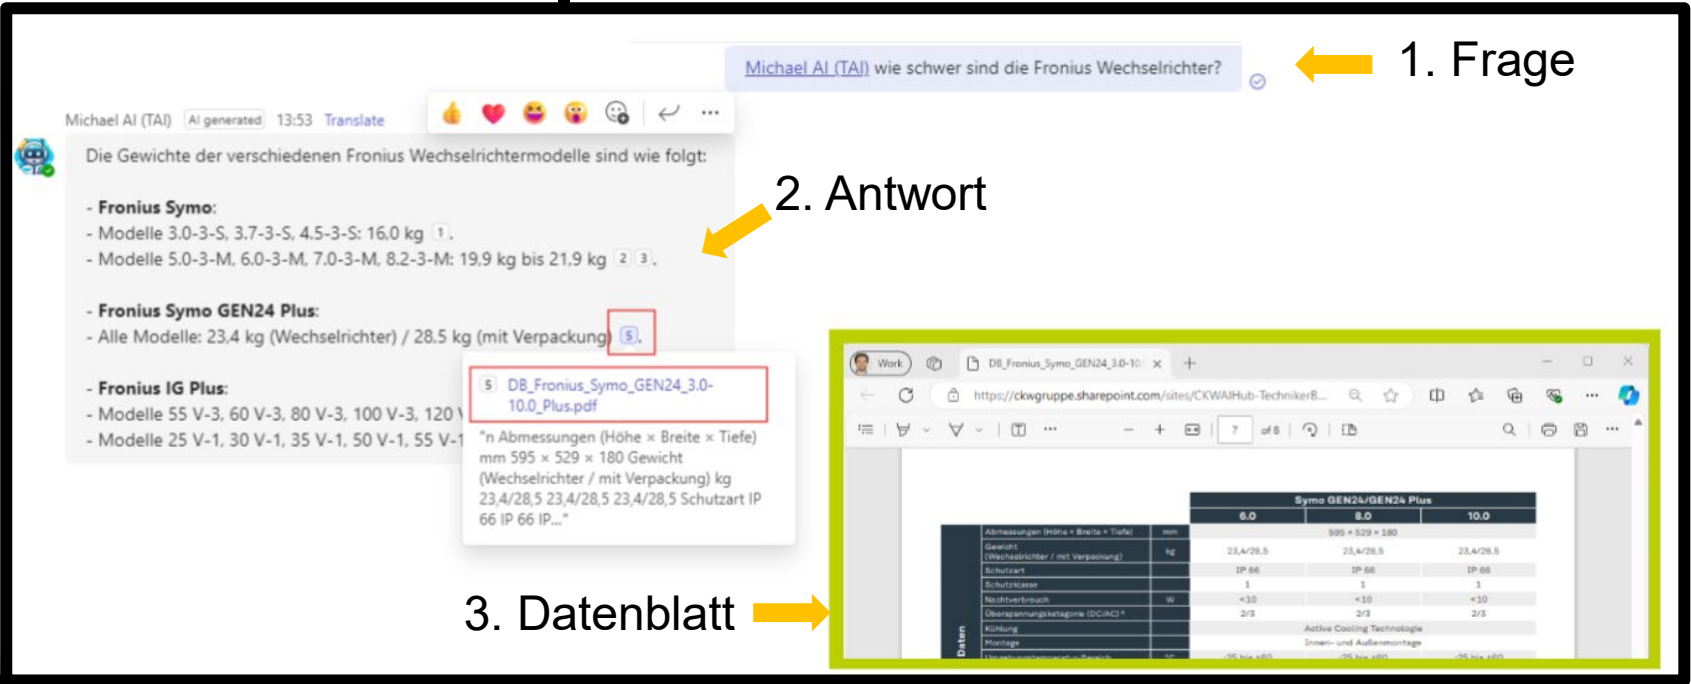 Michael AI (TAI) wie schwer sind die Fronius Wechselrichter?
1. Frage
Michael AI (TAI) AI generated 13:53 Translate
Die Gewichte der verschiedenen Fronius Wechselrichtermodelle sind wie folgt:
- Fronius Symo:
- Modelle 3.0-3-S, 3.7-3-S, 4.5-3-S: 16,0 kg 1.
- Modelle 5.0-3-M, 6.0-3-M, 7.0-3-M, 8.2-3-M: 19,9 kg bis 21,9 kg 2 3.
- Fronius Symo GEN24 Plus:
- Alle Modelle: 23,4 kg (Wechselrichter) / 28.5 kg (mit Verpackung) 5.
- Fronius IG Plus:
- Modelle 55 V-3, 60 V-3, 80 V-3, 100 V-3, 120 V
- Modelle 25 V-1, 30 V-1, 35 V-1, 50 V-1, 55 V-1
5 DB_Fronius_Symo_GEN24_3.0-
10.0_Plus.pdf
"n Abmessungen (Höhe × Breite × Tiefe)
mm 595 × 529 × 180 Gewicht
(Wechselrichter / mit Verpackung) kg
23,4/28,5 23,4/28,5 23,4/28,5 Schutzart IP
66 IP 66 IP..."
2. Antwort
3. Datenblatt
Work DB_Fronius_Symo_GEN24_3.0-10.
https://ckwgruppe.sharepoint.com/sites/CKWAIHub-TechnikerB...
7 of 8
Symo GEN24/GEN24 Plus
6.0 8.0 10.0
Abmessungen (Höhe × Breite × Tiefe) mm 595 × 529 × 180
Gewicht
(Wechselrichter / mit Verpackung) kg 23,4/28,5 23,4/28,5 23,4/28,5
Schutzart IP 66 IP 66 IP 66
Schutzklasse 1 1 1
Nachtverbrauch W <10 <10 <10
Überspannungskategorie (DC/AC) 2/3 2/3 2/3
Kühlung Active Cooling Technologie
Montage Innen- und Außenmontage
Umgebungstemperatur-Bereich °C -25 bis +60 -25 bis +60 -25 bis +60
Daten